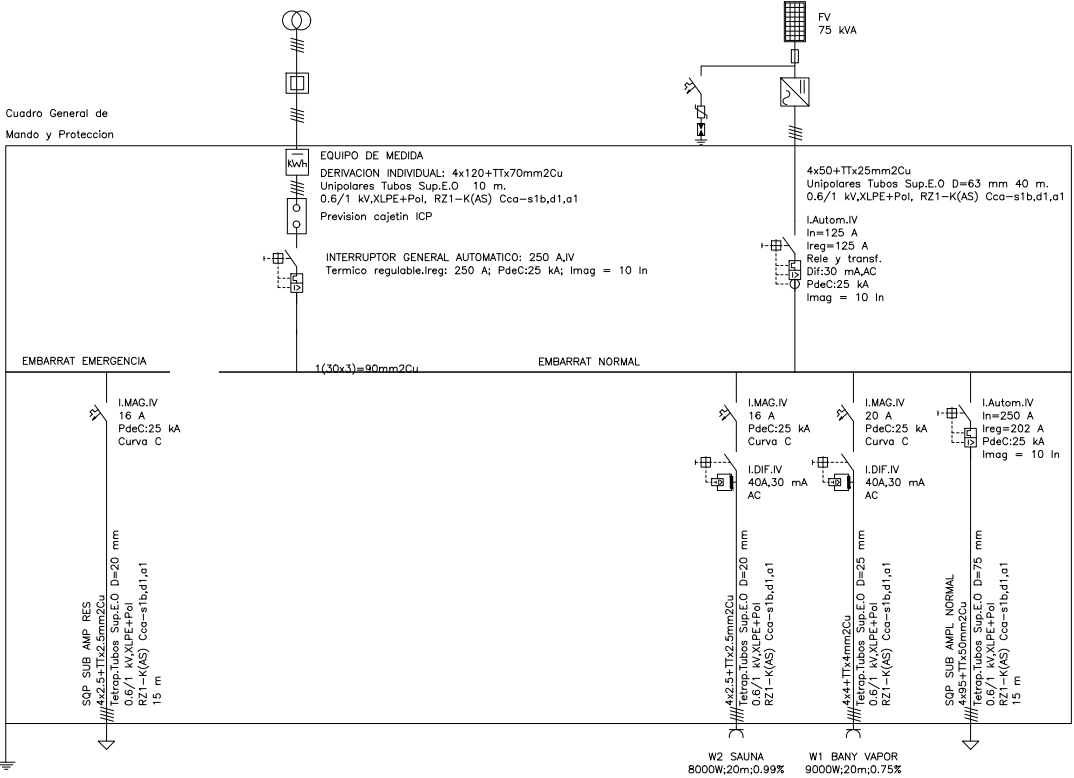 FV
75 kVA
Cuadro General de
Mando y Proteccion
KWh
EQUIPO DE MEDIDA
DERIVACION INDIVIDUAL: 4x120+TTx70mm2Cu
Unipolares Tubos Sup.E.O 10 m.
0.6/1 kV,XLPE+Pol, RZ1-K(AS) Cca-s1b,d1,a1
Prevision cajetin ICP
4x50+TTx25mm2Cu
Unipolares Tubos Sup.E.O D=63 mm 40 m.
0.6/1 kV,XLPE+Pol, RZ1-K(AS) Cca-s1b,d1,a1
I.Autom.IV
In=125 A
Ireg=125 A
Rele y transf.
Dif:30 mA,AC
PdeC:25 kA
Imag = 10 In
INTERRUPTOR GENERAL AUTOMATICO: 250 A,IV
Termico regulable.Ireg: 250 A; PdeC:25 kA; Imag = 10 In
EMBARRAT EMERGENCIA
1(30x3)=90mm2Cu
EMBARRAT NORMAL
I.MAG.IV
16 A
PdeC:25 kA
Curva C
I.MAG.IV
16 A
PdeC:25 kA
Curva C
I.DIF.IV
40A,30 mA
AC
I.MAG.IV
20 A
PdeC:25 kA
Curva C
I.DIF.IV
40A,30 mA
AC
I.Autom.IV
In=250 A
Ireg=202 A
PdeC:25 kA
Imag = 10 In
SQP SUB AMP RES
4x2.5+TTx2.5mm2Cu
Tetrap.Tubos Sup.E.O D=20 mm
0.6/1 kV,XLPE+Pol
RZ1-K(AS) Cca-s1b,d1,a1
15 m
4x2.5+TTx2.5mm2Cu
Tetrap.Tubos Sup.E.O D=20 mm
0.6/1 kV,XLPE+Pol
RZ1-K(AS) Cca-s1b,d1,a1
4x4+TTx4mm2Cu
Tetrap.Tubos Sup.E.O D=25 mm
0.6/1 kV,XLPE+Pol
RZ1-K(AS) Cca-s1b,d1,a1
SQP SUB AMPL NORMAL
4x95+TTx50mm2Cu
Tetrap.Tubos Sup.E.O D=75 mm
0.6/1 kV,XLPE+Pol
RZ1-K(AS) Cca-s1b,d1,a1
15 m
W2 SAUNA
8000W;20m;0.99%
W1 BANY VAPOR
9000W;20m;0.75%